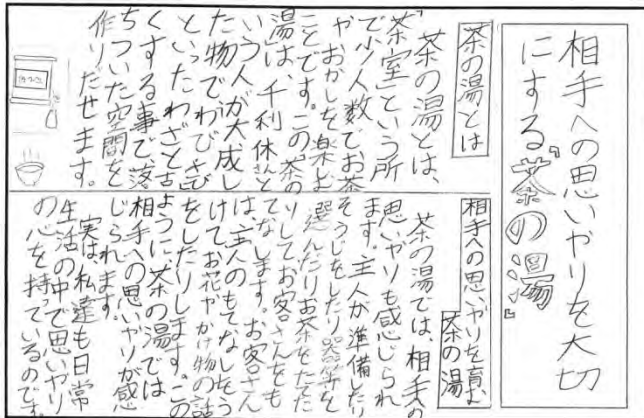 相手への思いやりを大切
にする『茶の湯』
茶の湯とは
茶の湯とは、
「茶室」という所
で少人数でお茶
やおかしを楽しむ
ことです。この「茶の
湯」は、千利休さんと
いう人が大成し
た物でわびさび
といったわざと古
くする事で、落
ちついた空間を
作りだせます。
相手への思いやりを育む
茶の湯
茶の湯では、相手への
思いやりも感じられ
ます。主人が準備したり
そうじをしたり器等を
選んだりお茶をたてた
りしてお客さんをも
てなします。お客さん
は、主人のもてなしをう
けてお花やかけ物の話
をしたりします。この
ように、茶の湯では
相手への思いやりが感
じられます。
実は、私達も日常
生活の中で思いやり
の心を持っているのです。